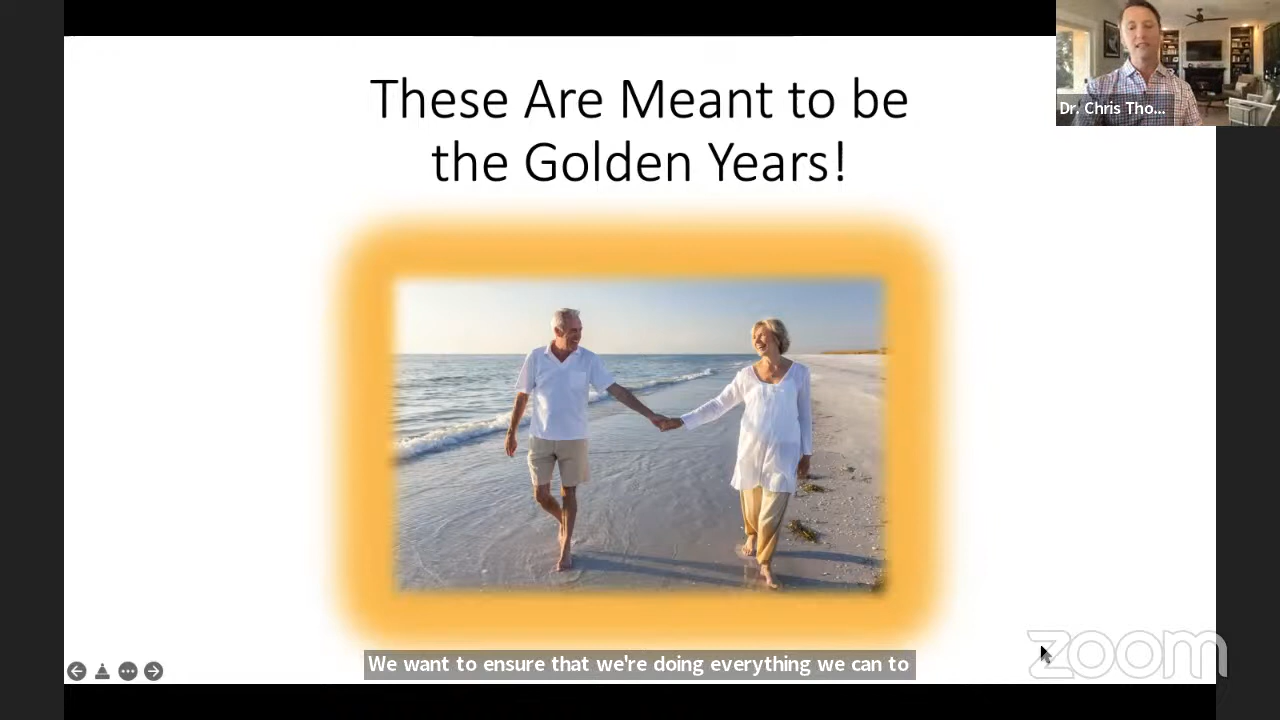 These Are Meant to be
the Golden Years!
Dr. Chris Tho...
We want to ensure that we're doing everything we can to
zoom